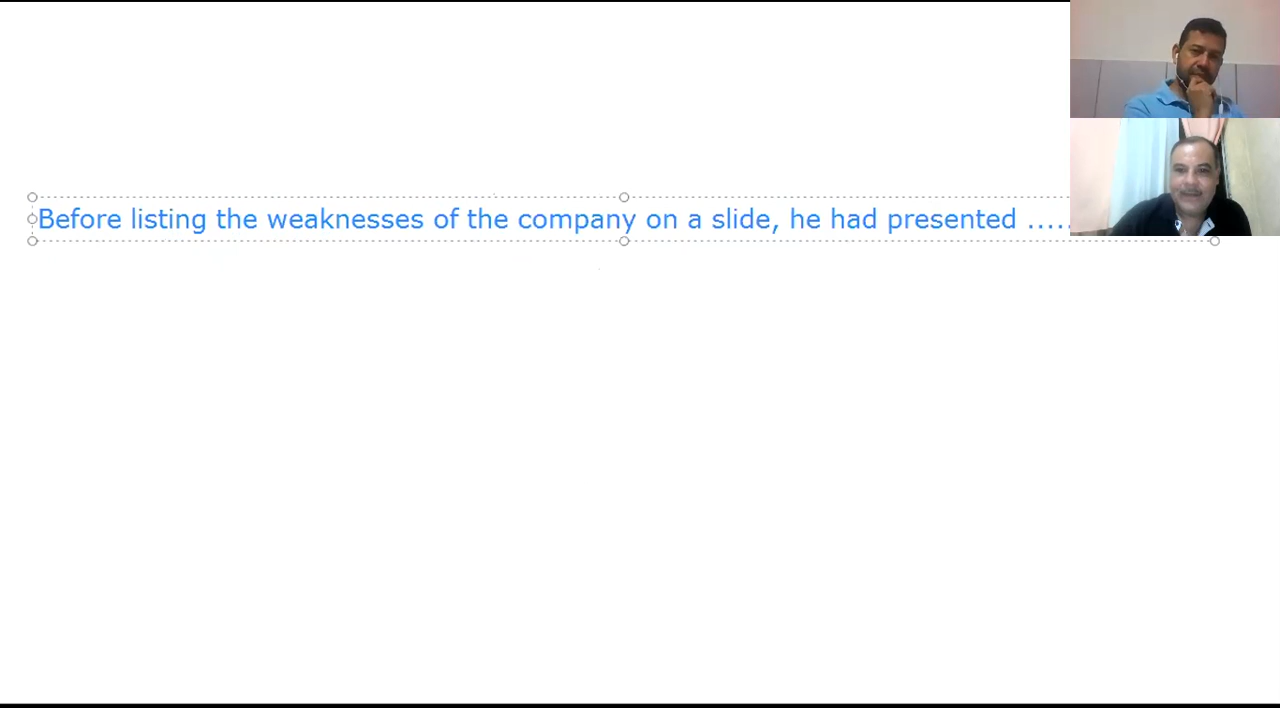 Before listing the weaknesses of the company on a slide, he had presented .....